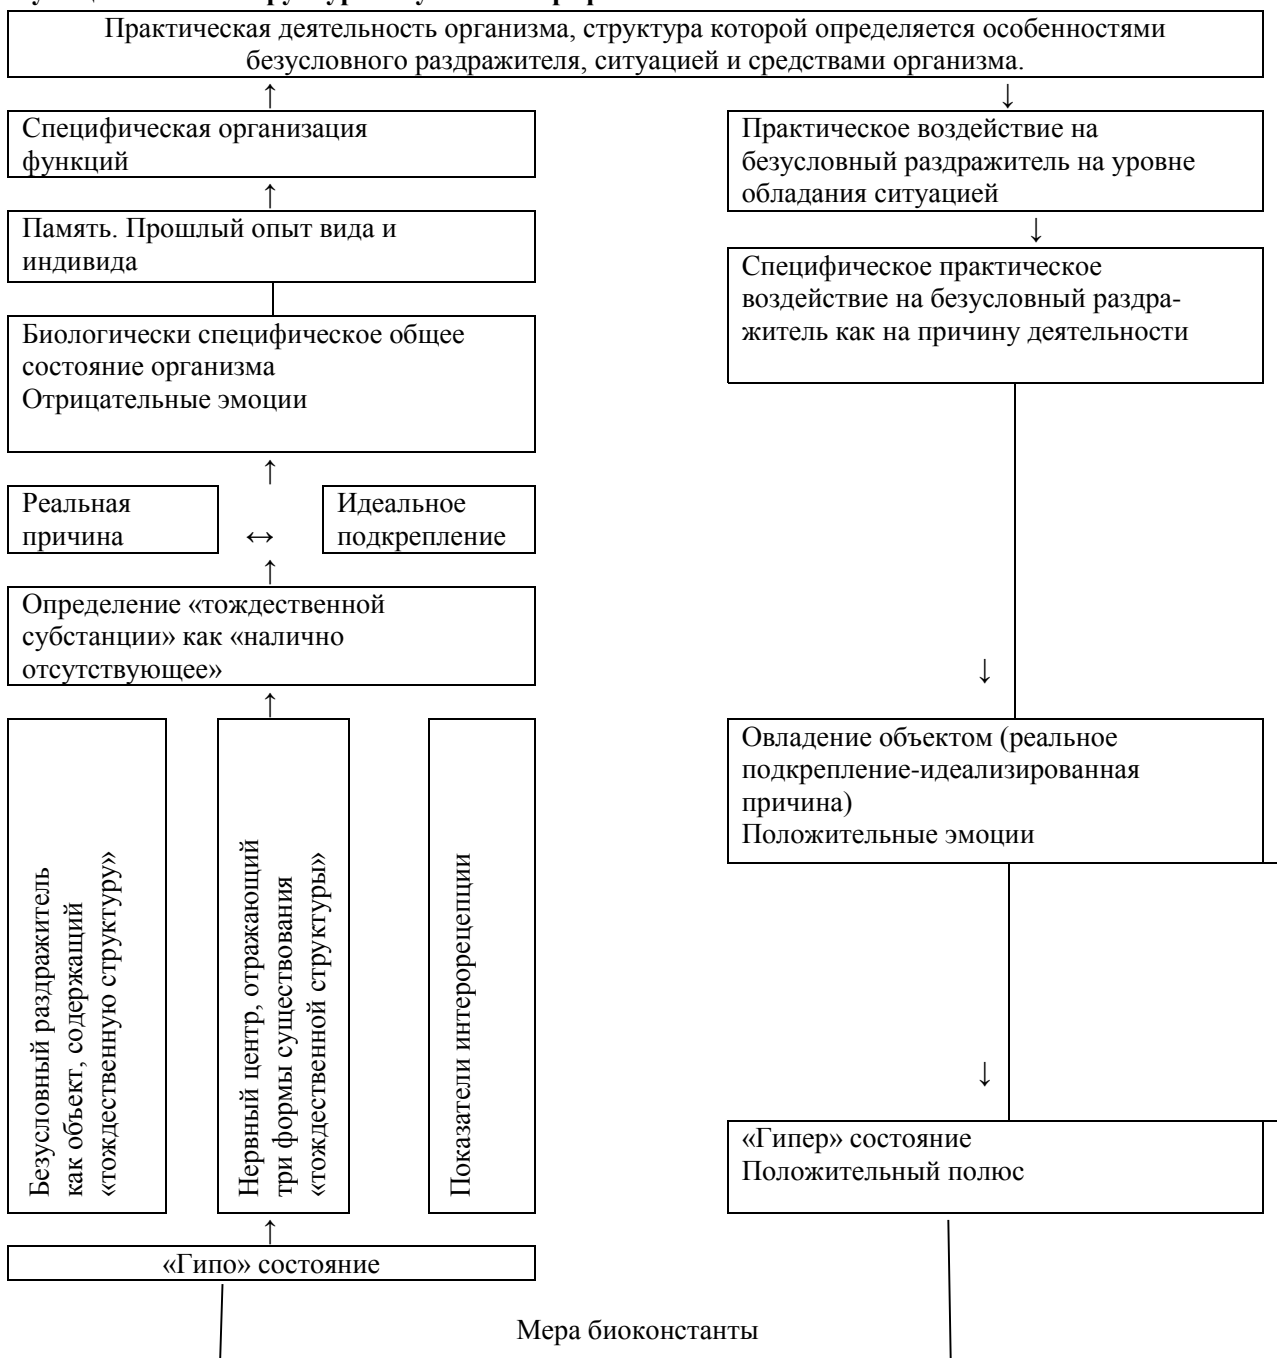 Практическая деятельность организма, структура которой определяется особенностями
безусловного раздражителя, ситуацией и средствами организма.
↑
↓
Специфическая организация
функций
Практическое воздействие на
безусловный раздражитель на уровне
обладания ситуацией
↑
↓
Память. Прошлый опыт вида и
индивида
Специфическое практическое
воздействие на безусловный раздра-
житель как на причину деятельности
Биологически специфическое общее
состояние организма
Отрицательные эмоции
↑
Реальная
причина
↔
Идеальное
подкрепление
↑
Определение «тождественной
субстанции» как «налично
отсутствующее»
↓
↑
Безусловный раздражитель
как объект, содержащий
«тождественную структуру»
Нервный центр, отражающий
три формы существования
«тождественной структуры»
Показатели интерорецепции
Овладение объектом (реальное
подкрепление-идеализированная
причина)
Положительные эмоции
↓
«Гипер» состояние
Положительный полюс
↑
«Гипо» состояние
Мера биоконстанты